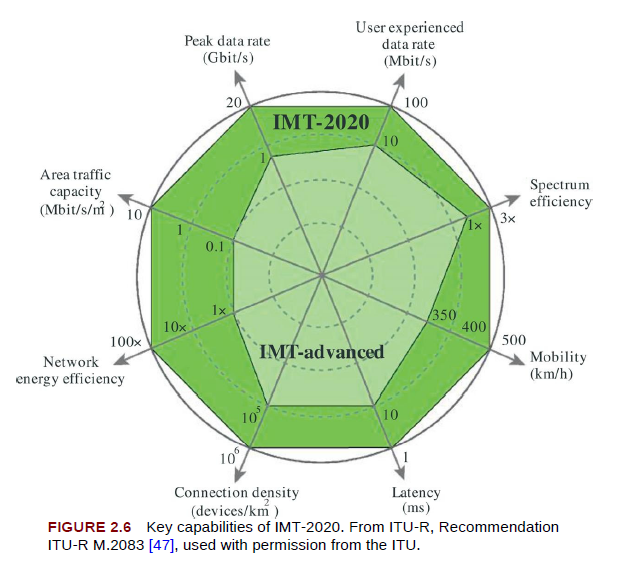 User experienced
data rate
(Mbit/s)
Peak data rate
(Gbit/s)
20
100
IMT-2020
1
10
Area traffic
capacity
(Mbit/s/m²)
10
1
0.1
Spectrum
efficiency
1×
3×
1×
10×
100×
Network
energy efficiency
350
400
500
Mobility
(km/h)
IMT-advanced
10⁵
10⁶
10
1
Connection density
(devices/km²)
Latency
(ms)
FIGURE 2.6 Key capabilities of IMT-2020. From ITU-R, Recommendation
ITU-R M.2083 [47], used with permission from the ITU.